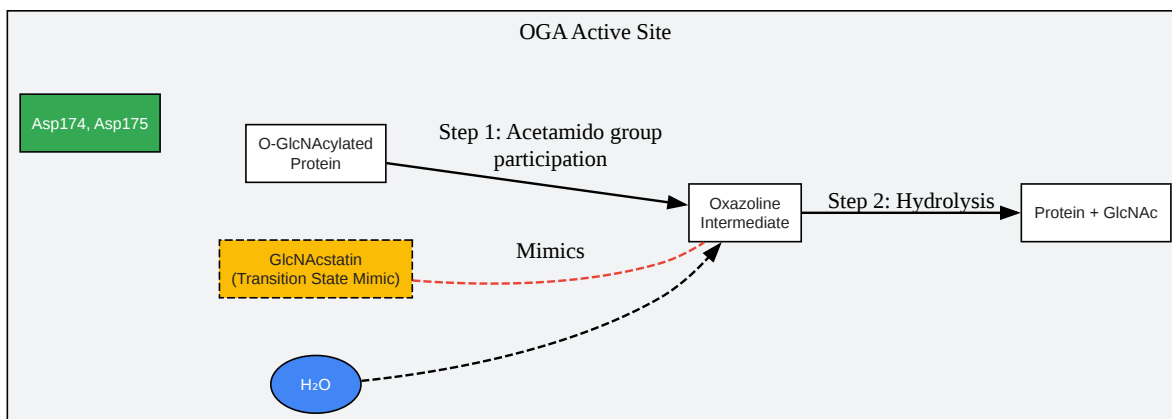 OGA Active Site
Asp174, Asp175
O-GlcNAcylated
Protein
Step 1: Acetamido group
participation
Oxazoline
Intermediate
Step 2: Hydrolysis
Protein + GlcNAc
GlcNAcstatin
(Transition State Mimic)
Mimics
H₂O